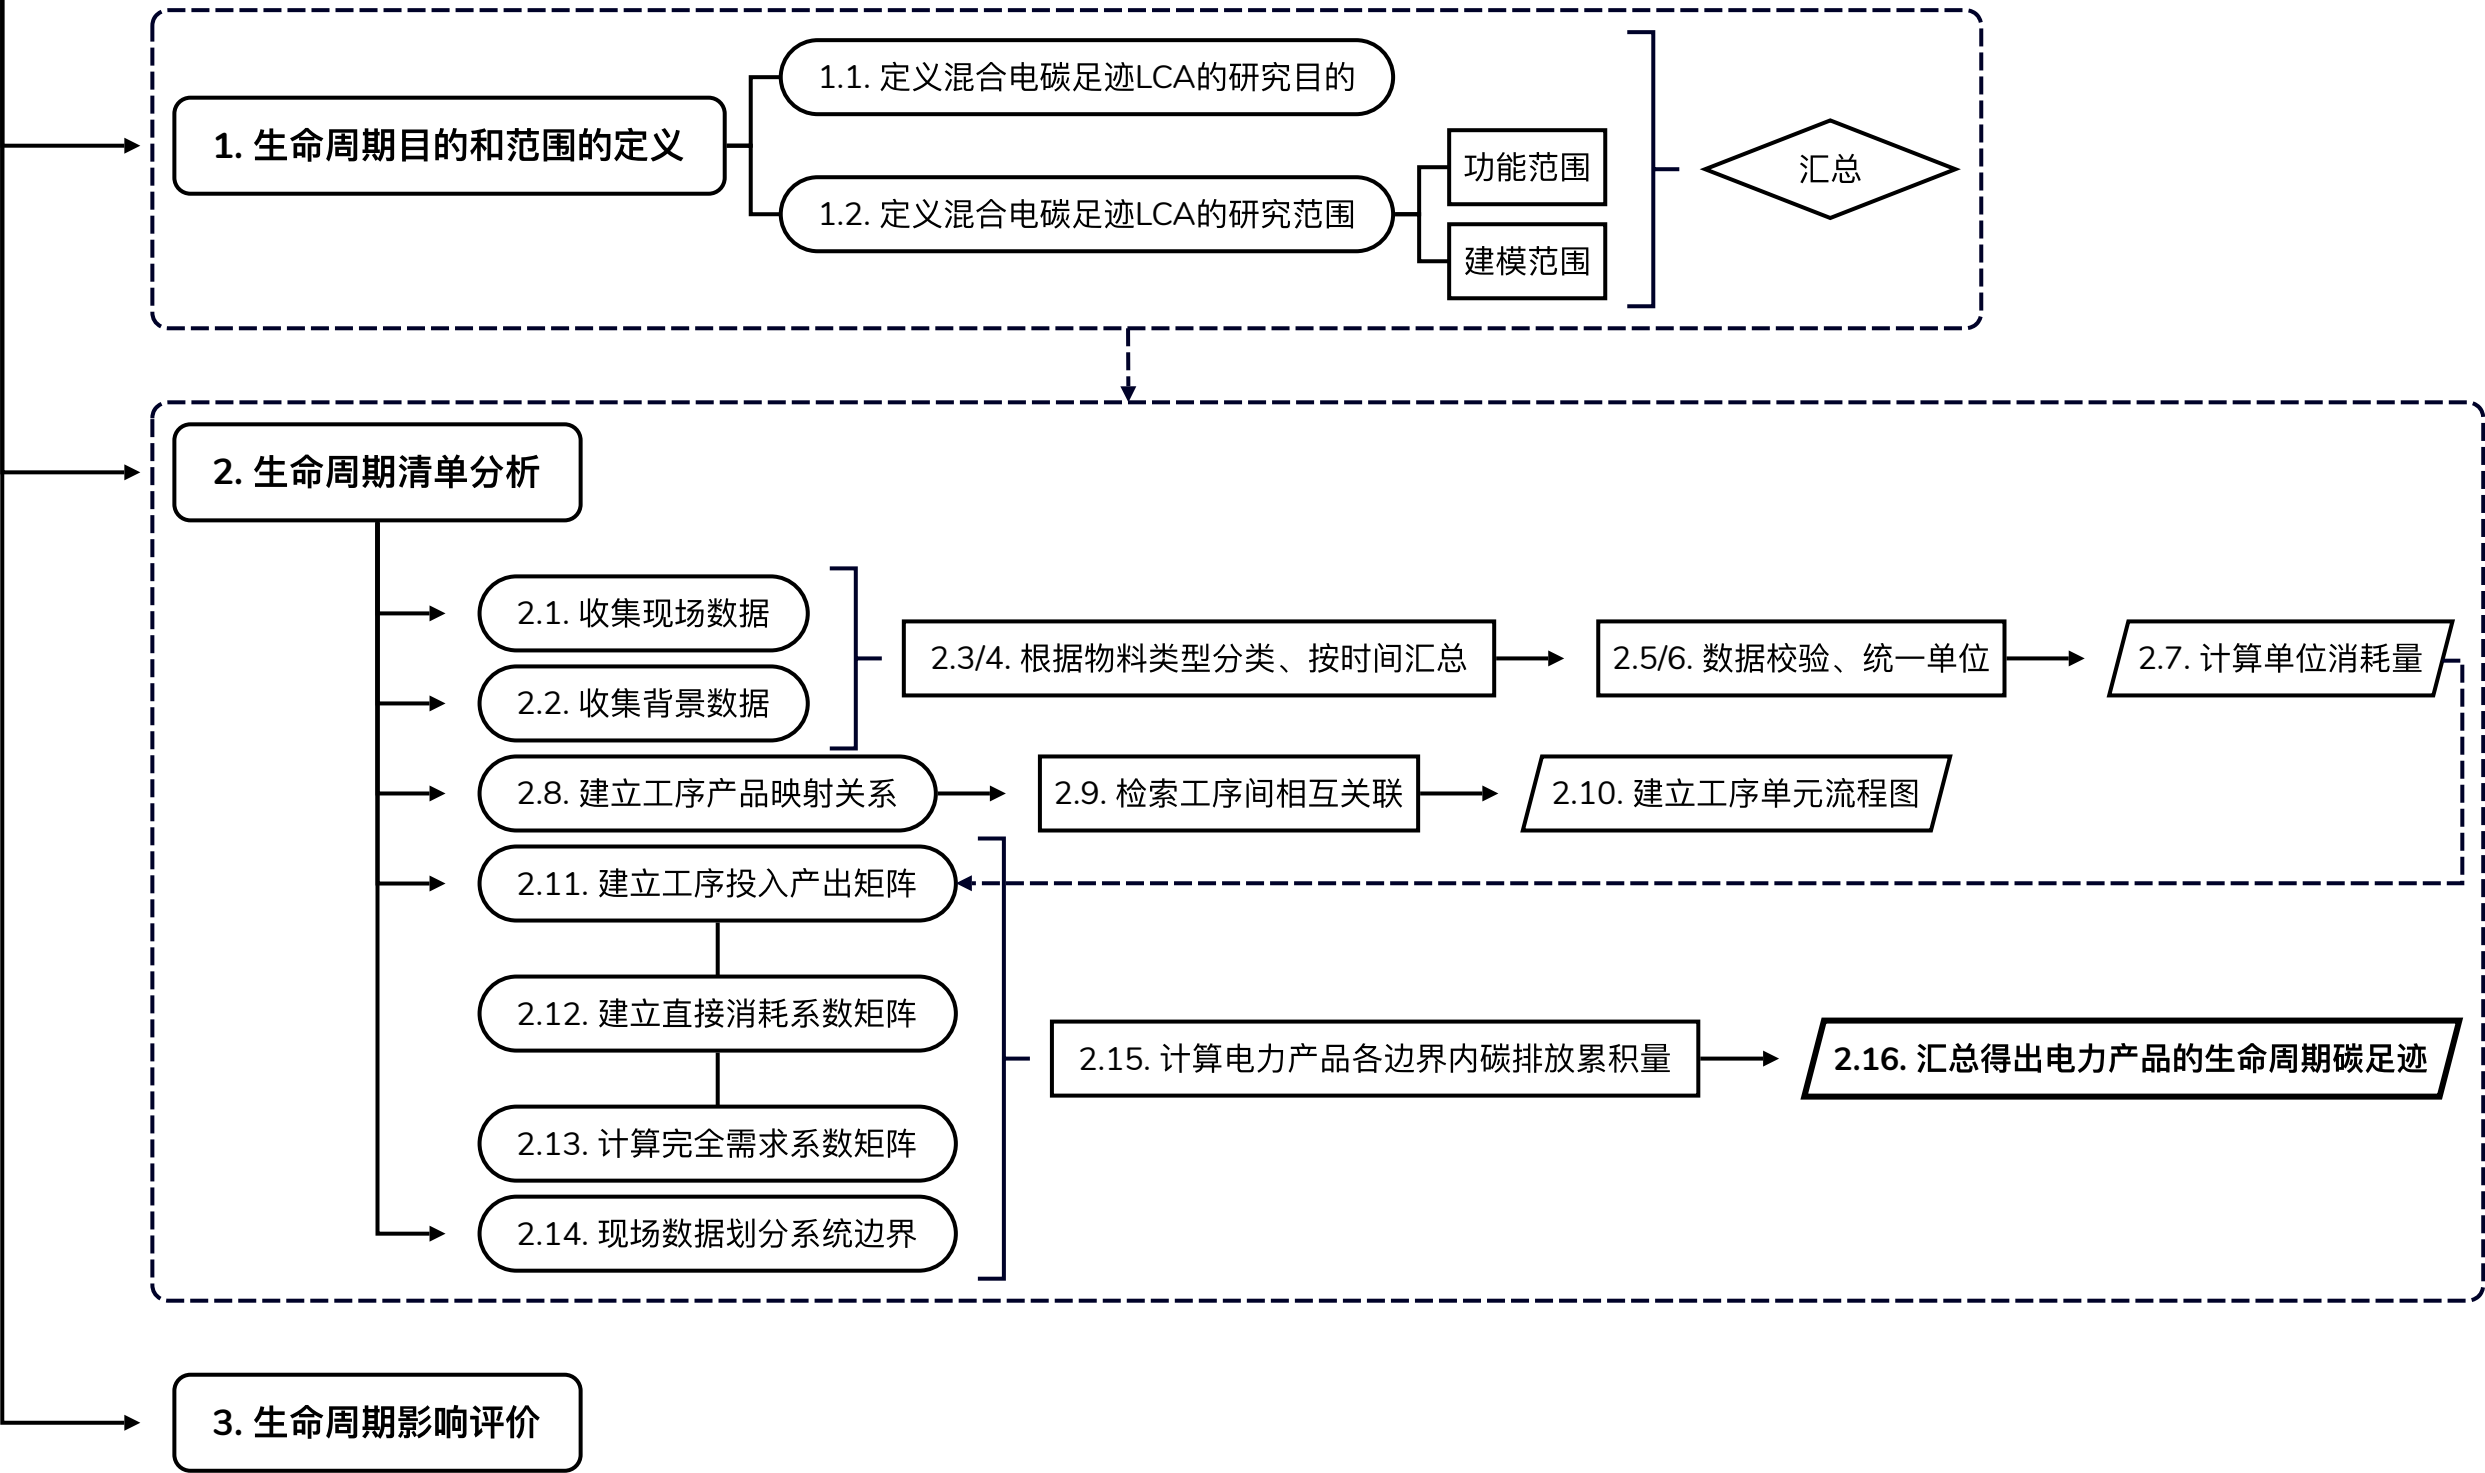 1. 生命周期目的和范围的定义
1.1. 定义混合电碳足迹LCA的研究目的
1.2. 定义混合电碳足迹LCA的研究范围
功能范围
建模范围
汇总
2. 生命周期清单分析
2.1. 收集现场数据
2.2. 收集背景数据
2.3/4. 根据物料类型分类、按时间汇总
2.5/6. 数据校验、统一单位
2.7. 计算单位消耗量
2.8. 建立工序产品映射关系
2.9. 检索工序间相互关联
2.10. 建立工序单元流程图
2.11. 建立工序投入产出矩阵
2.12. 建立直接消耗系数矩阵
2.13. 计算完全需求系数矩阵
2.14. 现场数据划分系统边界
2.15. 计算电力产品各边界内碳排放累积量
2.16. 汇总得出电力产品的生命周期碳足迹
3. 生命周期影响评价